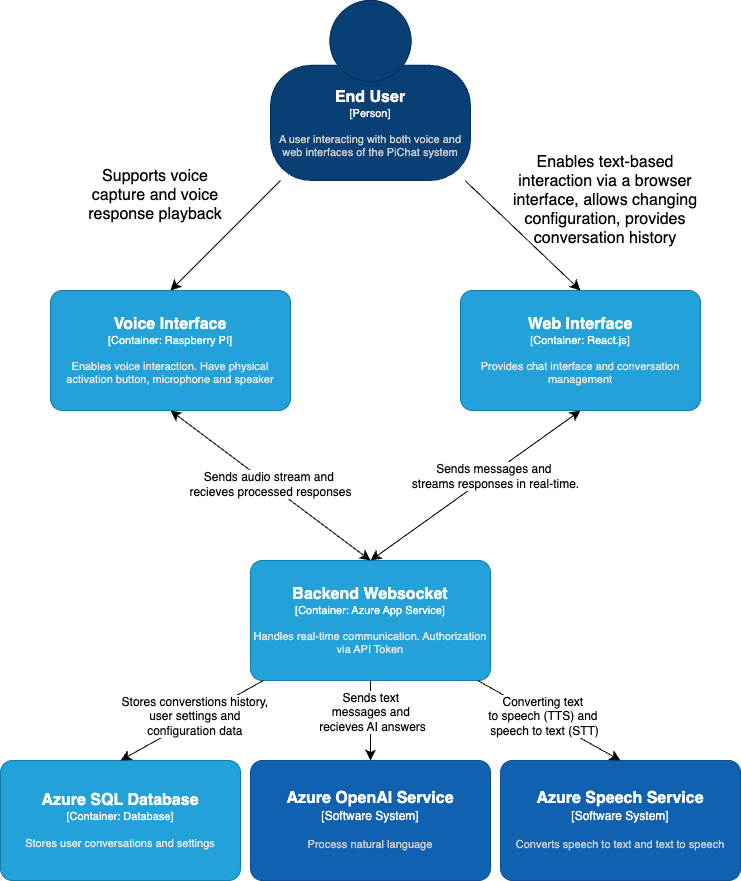 End User
[Person]
A user interacting with both voice and
web interfaces of the PiChat system
Supports voice
capture and voice
response playback
Enables text-based
interaction via a browser
interface, allows changing
configuration, provides
conversation history
Voice Interface
[Container: Raspberry PI]
Enables voice interaction. Have physical
activation button, microphone and speaker
Web Interface
[Container: React.js]
Provides chat interface and conversation
management
Sends audio stream and
recieves processed responses
Sends messages and
streams responses in real-time.
Backend Websocket
[Container: Azure App Service]
Handles real-time communication. Authorization
via API Token
Stores converstions history,
user settings and
configuration data
Sends text
messages and
recieves AI answers
Converting text
to speech (TTS) and
speech to text (STT)
Azure SQL Database
[Container: Database]
Stores user conversations and settings
Azure OpenAI Service
[Software System]
Process natural language
Azure Speech Service
[Software System]
Converts speech to text and text to speech